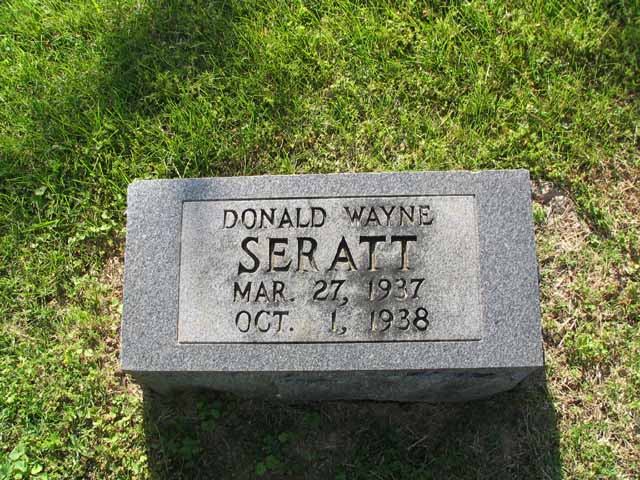 DONALD WAYNE
SERATT
MAR. 27, 1937
OCT. 1, 1938